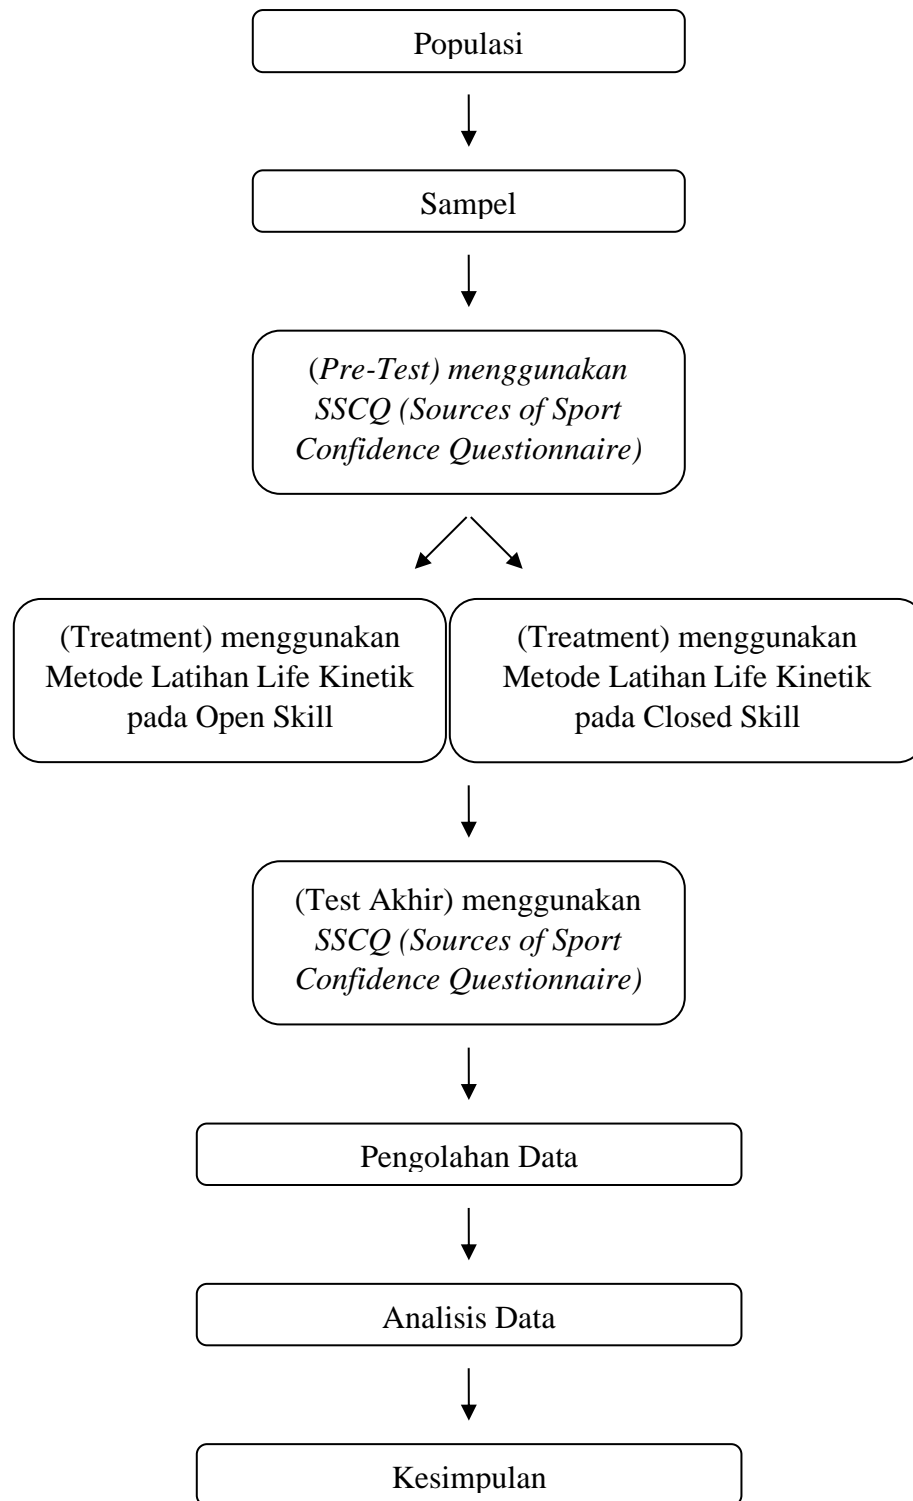 Populasi
Sampel
(Pre-Test) menggunakan
SSCQ (Sources of Sport
Confidence Questionnaire)
(Treatment) menggunakan
Metode Latihan Life Kinetik
pada Open Skill
(Treatment) menggunakan
Metode Latihan Life Kinetik
pada Closed Skill
(Test Akhir) menggunakan
SSCQ (Sources of Sport
Confidence Questionnaire)
Pengolahan Data
Analisis Data
Kesimpulan